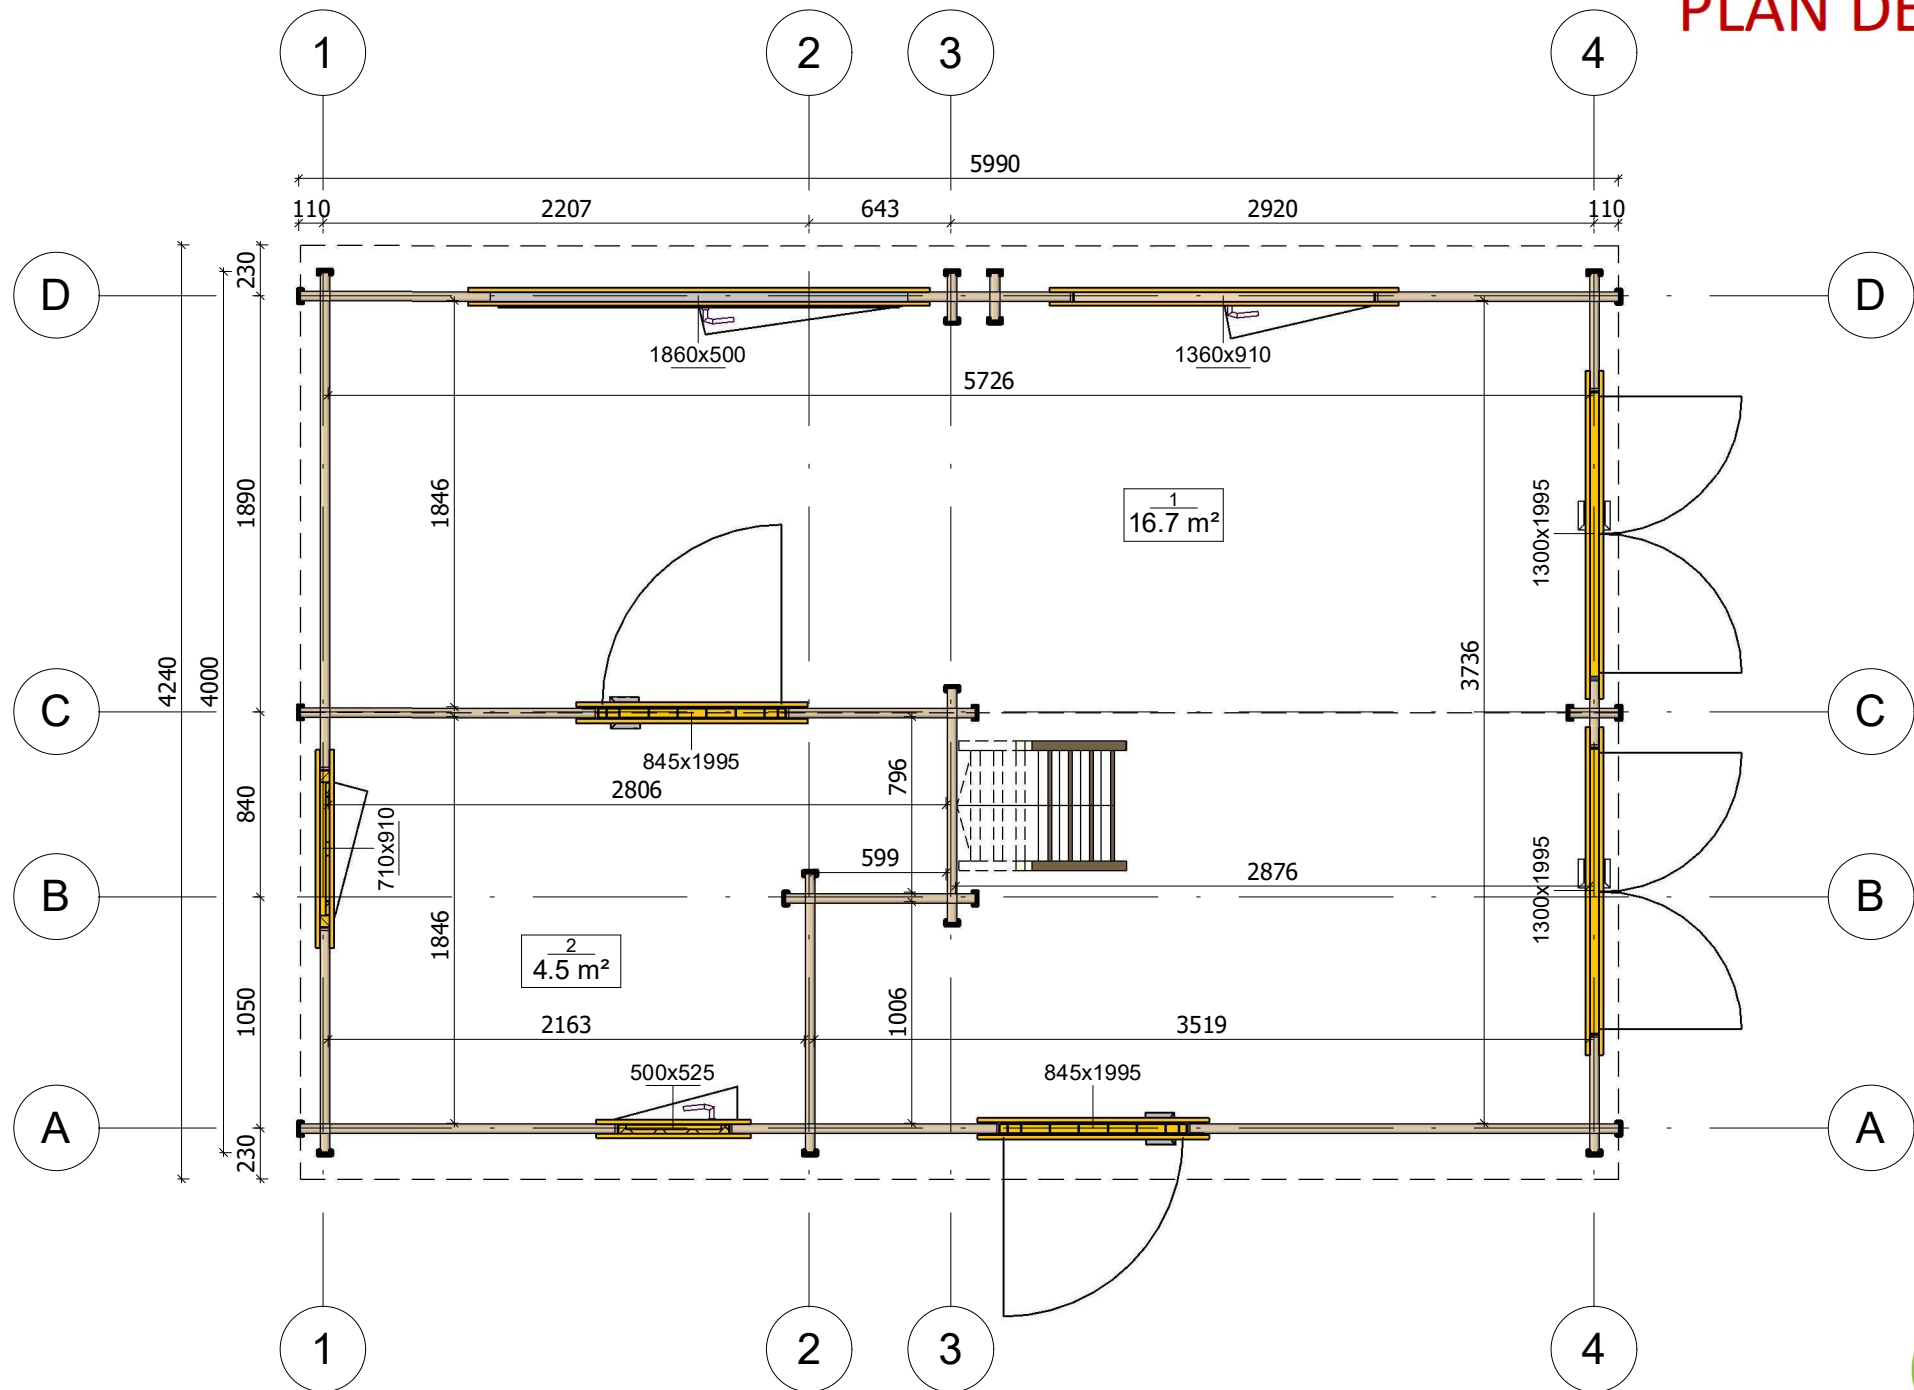 PLAN DE
1 2 3 4
5990
110 2207 643 2920 110
D 230 D
1860x500 1360x910
5726
1890 1846 1 1300x1995
16.7 m²
4240 4000 3736
C C
845x1995
796
2806
840 710x910
599 2876 1300x1995
B B
1846
2
4.5 m²
1050 1006
2163 3519
500x525 845x1995
A A
230
1 2 3 4